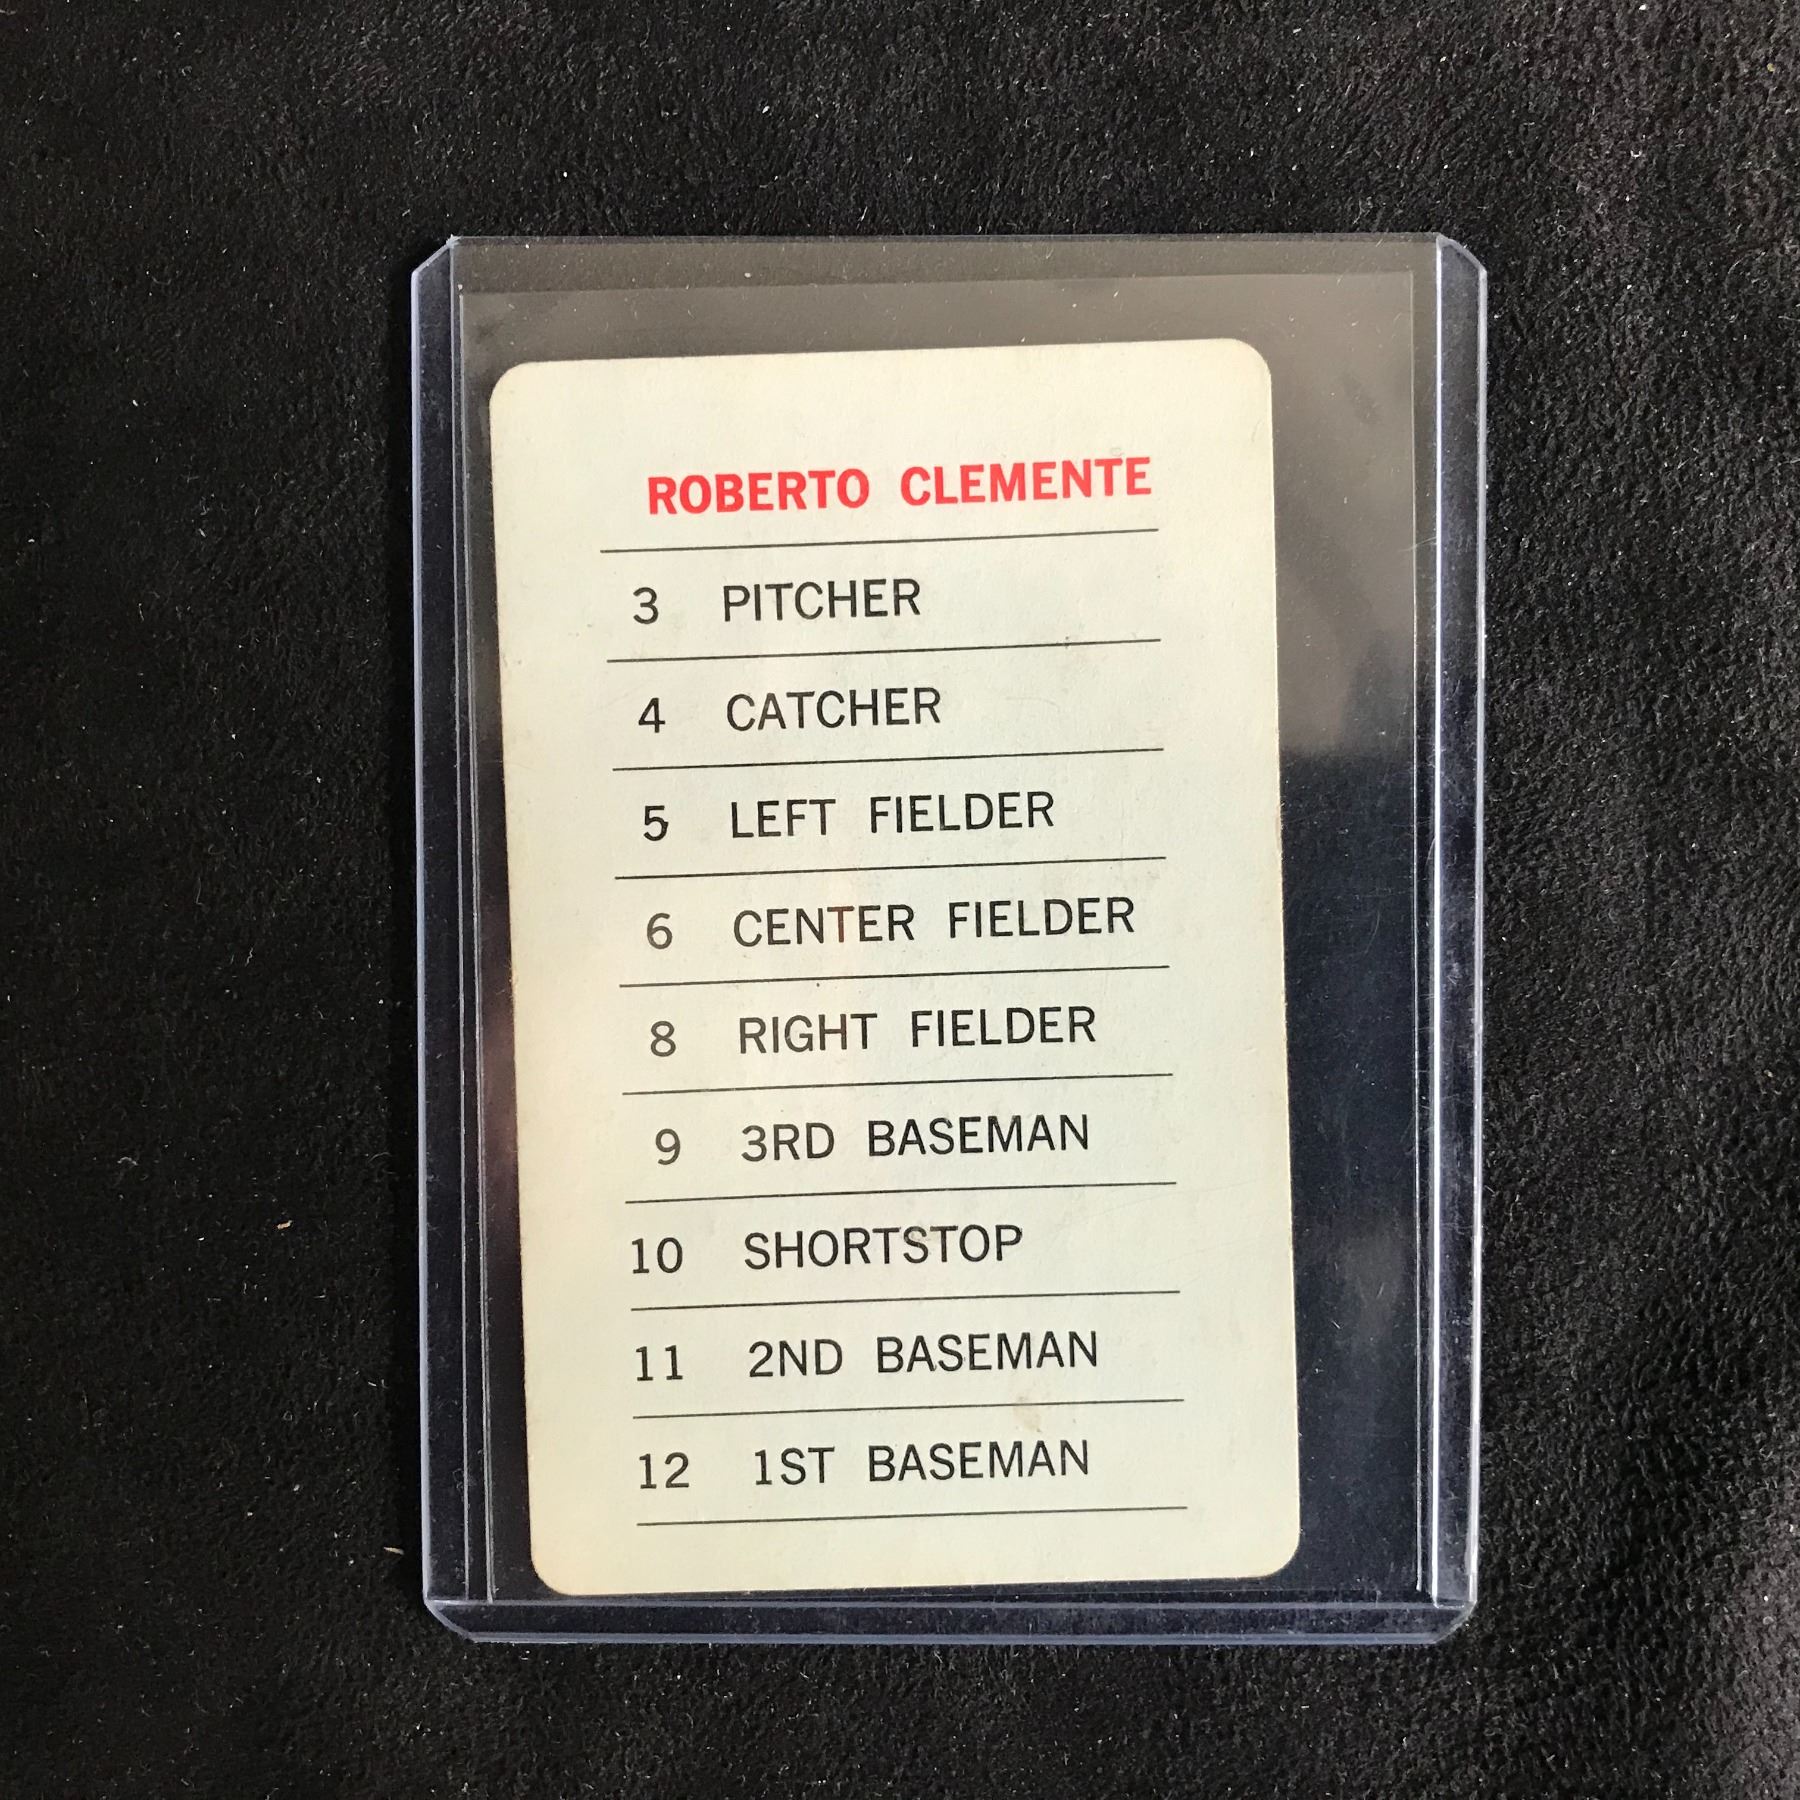 ROBERTO CLEMENTE
3 PITCHER
4 CATCHER
5 LEFT FIELDER
6 CENTER FIELDER
8 RIGHT FIELDER
9 3RD BASEMAN
10 SHORTSTOP
11 2ND BASEMAN
12 1ST BASEMAN